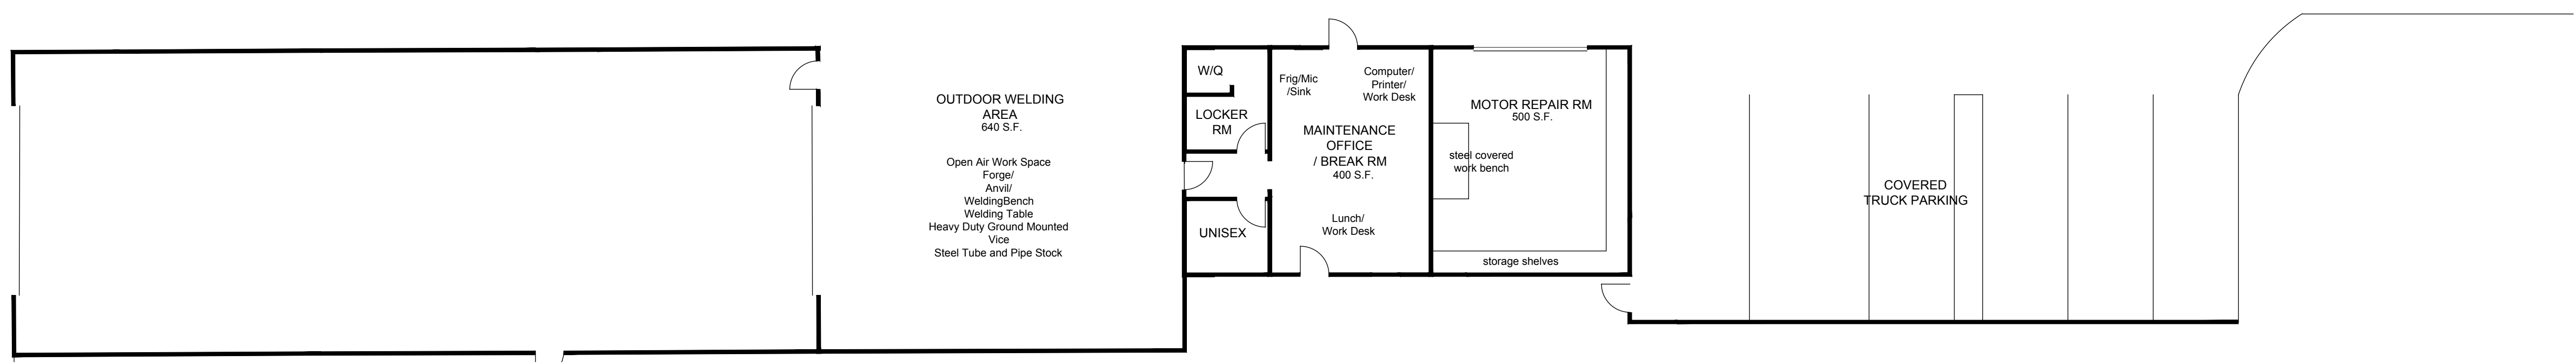 OUTDOOR WELDING
AREA
640 S.F.
Open Air Work Space
Forge/
Anvil/
WeldingBench
Welding Table
Heavy Duty Ground Mounted
Vice
Steel Tube and Pipe Stock
W/Q
LOCKER
RM
UNISEX
Frig/Mic
/Sink
Computer/
Printer/
Work Desk
MAINTENANCE
OFFICE
/ BREAK RM
400 S.F.
Lunch/
Work Desk
MOTOR REPAIR RM
500 S.F.
steel covered
work bench
storage shelves
COVERED
TRUCK PARKING